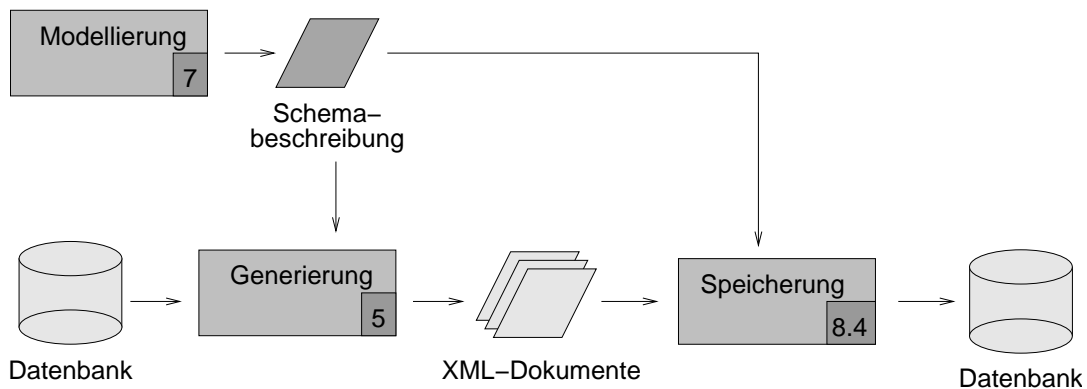 Modellierung
7
Schema–
beschreibung
Generierung
5
Speicherung
8.4
Datenbank
XML–Dokumente
Datenbank